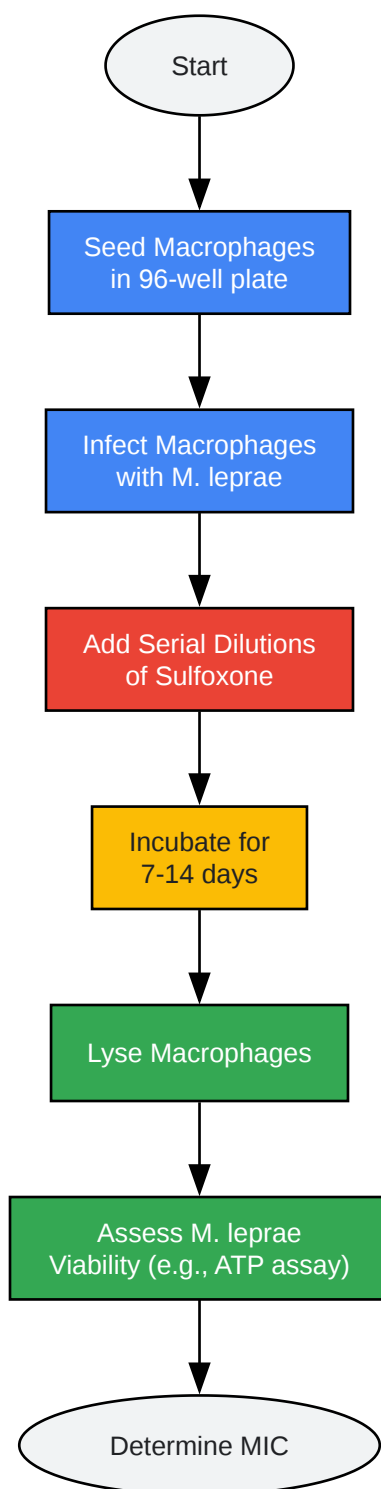 Start
Seed Macrophages
in 96-well plate
Infect Macrophages
with M. leprae
Add Serial Dilutions
of Sulfoxone
Incubate for
7-14 days
Lyse Macrophages
Assess M. leprae
Viability (e.g., ATP assay)
Determine MIC